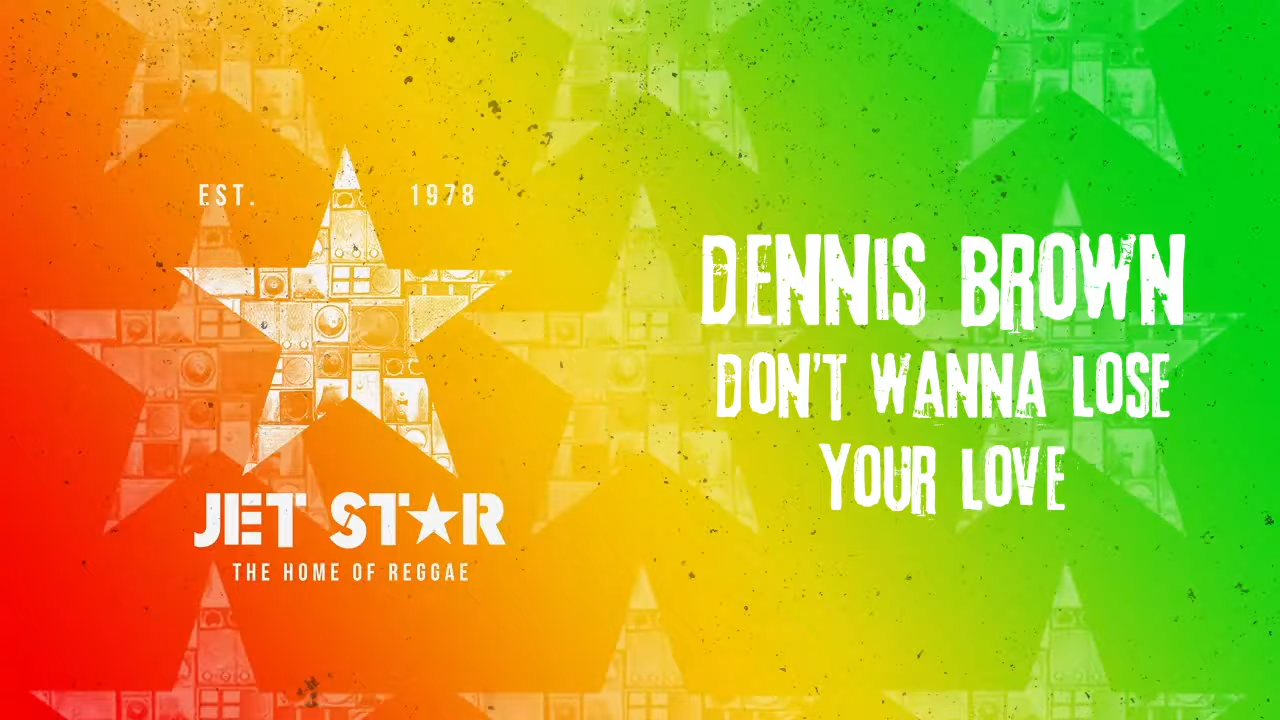 EST. 1978
JET STAR
THE HOME OF REGGAE
DENNIS BROWN
DON'T WANNA LOSE
YOUR LOVE